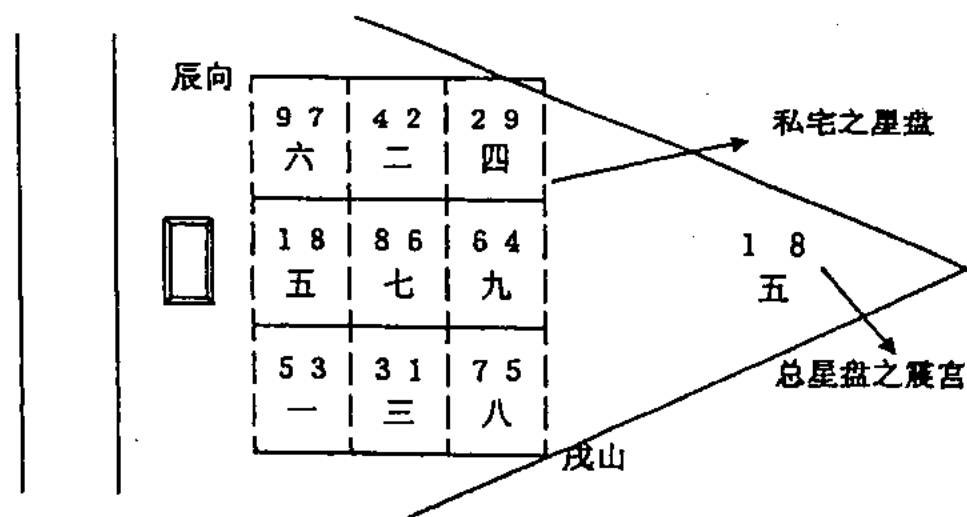 辰向
9 7 4 2 2 9
六 二 四
私宅之星盘
1 8 8 6 6 4
五 七 九
1 8
五
5 3 3 1 7 5
一 三 八
总星盘之震宫
戌山